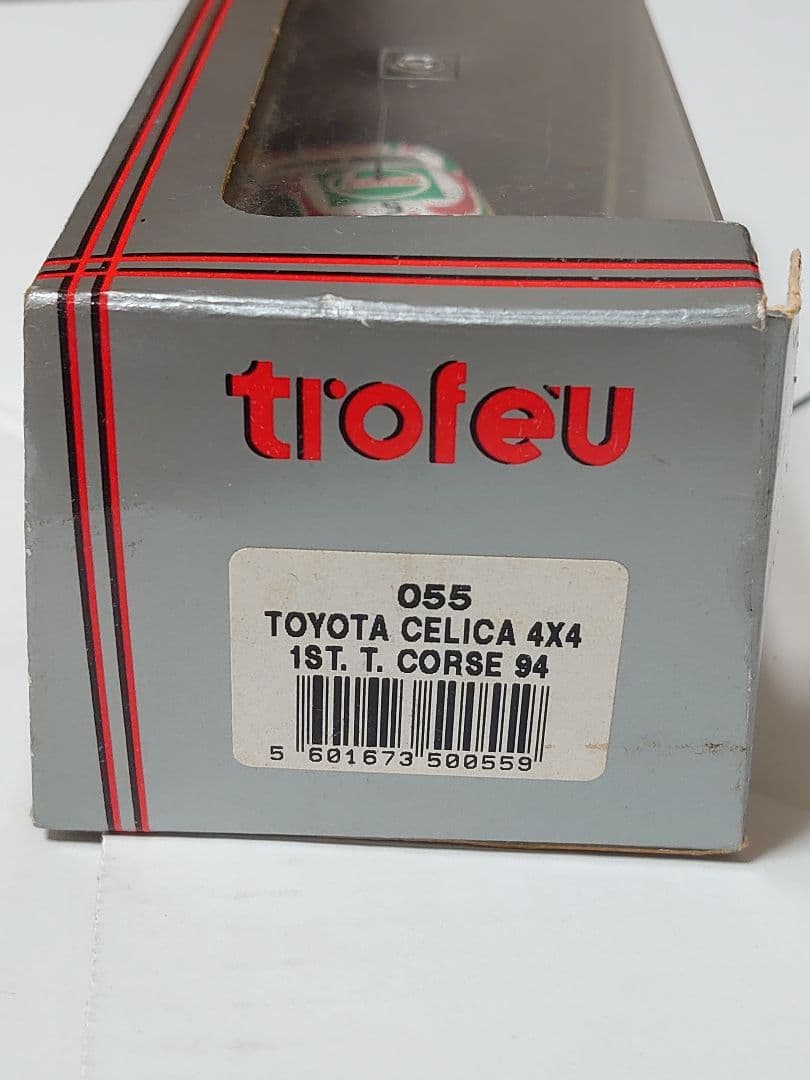 trofeu
055
TOYOTA CELICA 4X4
1ST. T. CORSE 94
5 601673 500559